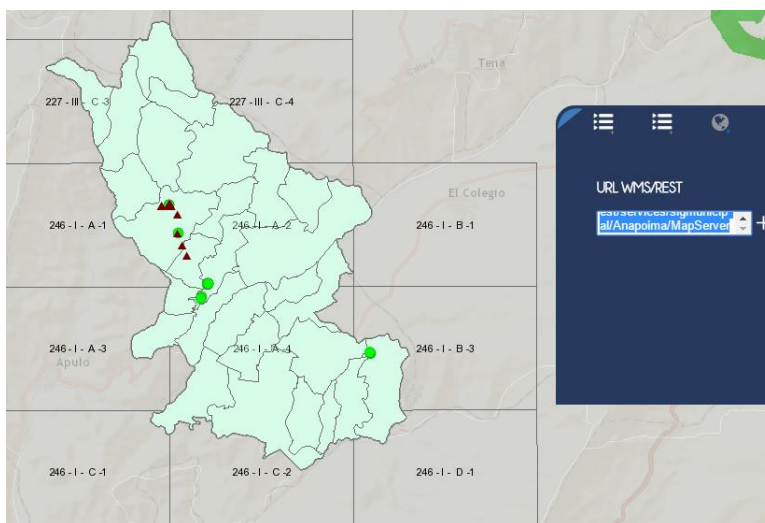 Tena
227 - III - C -3
227 - III - C -4
URL WMS/REST
El Colegio
rest/services/sigmunicip
al/Anapoima/MapServer
246 - I - A -1
246 - I - A -2
246 - I - B -1
246 - I - A -3
246 - I - A -4
246 - I - B -3
Apulo
246 - I - C -1
246 - I - C -2
246 - I - D -1